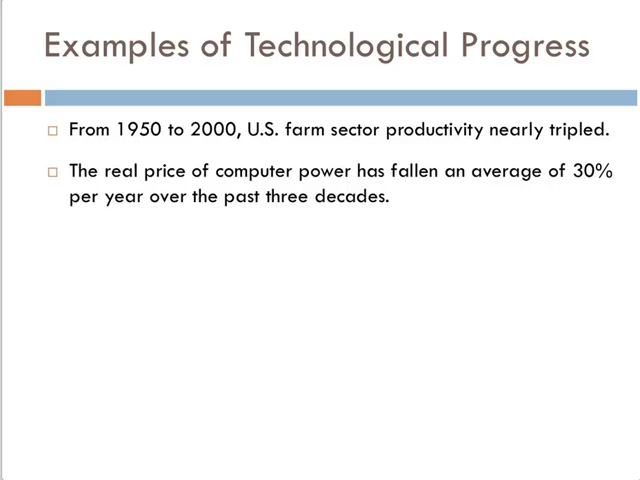 Examples of Technological Progress
From 1950 to 2000, U.S. farm sector productivity nearly tripled.
The real price of computer power has fallen an average of 30%
per year over the past three decades.